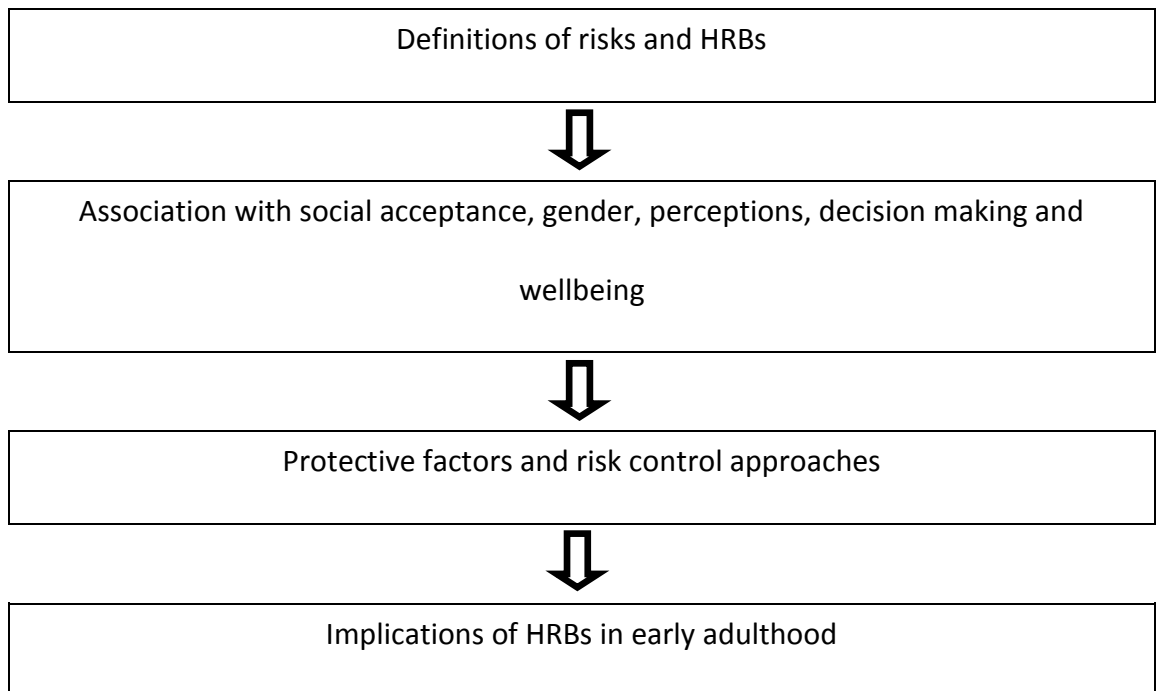 Definitions of risks and HRBs
Association with social acceptance, gender, perceptions, decision making and
wellbeing
Protective factors and risk control approaches
Implications of HRBs in early adulthood